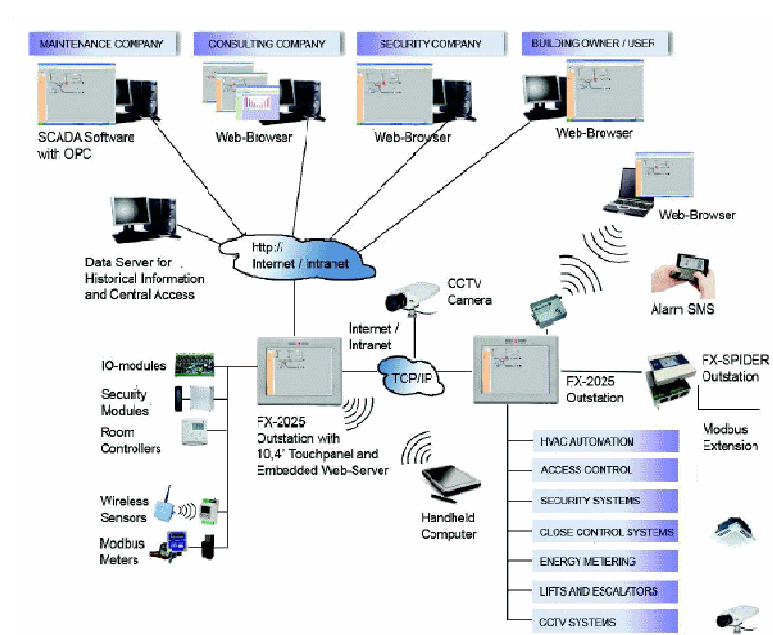 MAINTENANCE COMPANY
CONSULTING COMPANY
SECURITY COMPANY
BUILDING OWNER / USER
SCADA Software
with OPC
Web-Browser
Web-Browser
Web-Browser
Web-Browser
Data Server for
Historical Information
and Central Access
http://
Internet / Intranet
CCTV
Camera
Alarm SMS
Internet /
Intranet
TCP/IP
IO-modules
Security
Modules
Room
Controllers
Wireless
Sensors
Modbus
Meters
FX-2025
Outstation with
10,4" Touchpanel and
Embedded Web-Server
Handheld
Computer
FX-2025
Outstation
FX-SPIDER
Outstation
Modbus
Extension
HVAC AUTOMATION
ACCESS CONTROL
SECURITY SYSTEMS
CLOSE CONTROL SYSTEMS
ENERGY METERING
LIFTS AND ESCALATORS
CCTV SYSTEMS